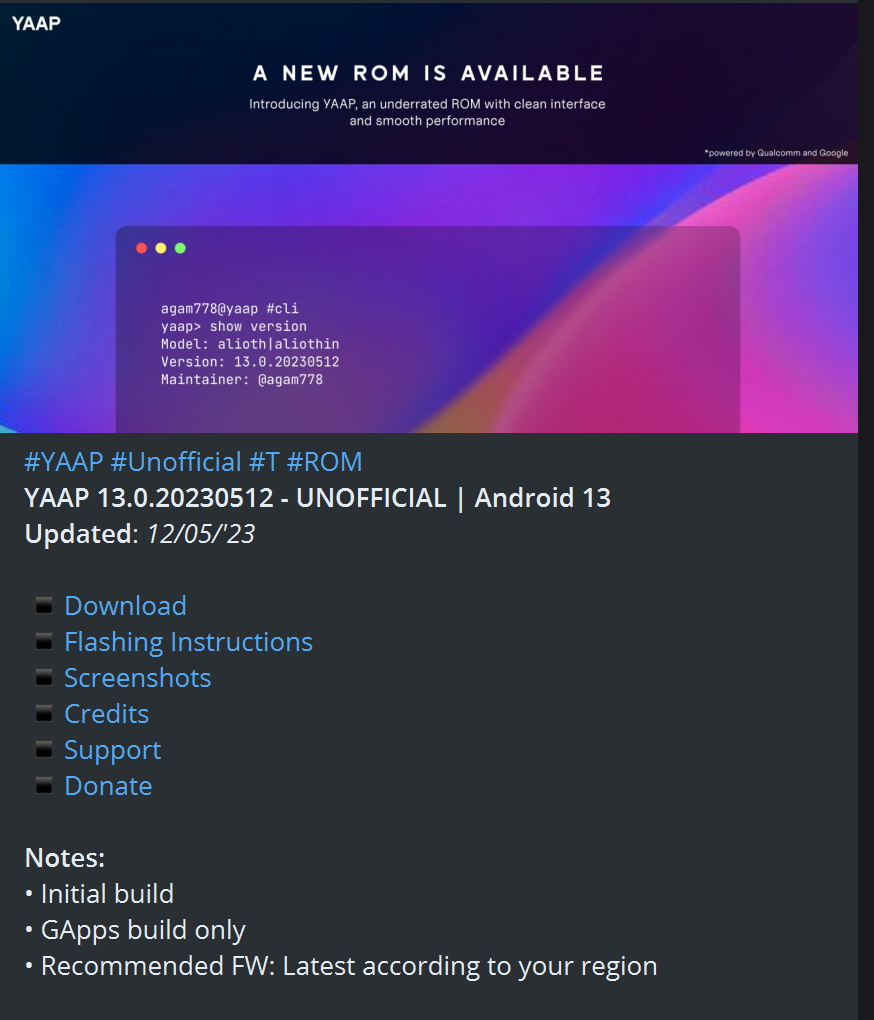 YAAP
A NEW ROM IS AVAILABLE
Introducing YAAP, an underrated ROM with clean interface
and smooth performance
*powered by Qualcomm and Google
agam778@yaap #cli
yaap> show version
Model: alioth|aliothin
Version: 13.0.20230512
Maintainer: @agam778
#YAAP #Unofficial #T #ROM
YAAP 13.0.20230512 - UNOFFICIAL | Android 13
Updated: 12/05/'23
▪ Download
▪ Flashing Instructions
▪ Screenshots
▪ Credits
▪ Support
▪ Donate
Notes:
• Initial build
• GApps build only
• Recommended FW: Latest according to your region